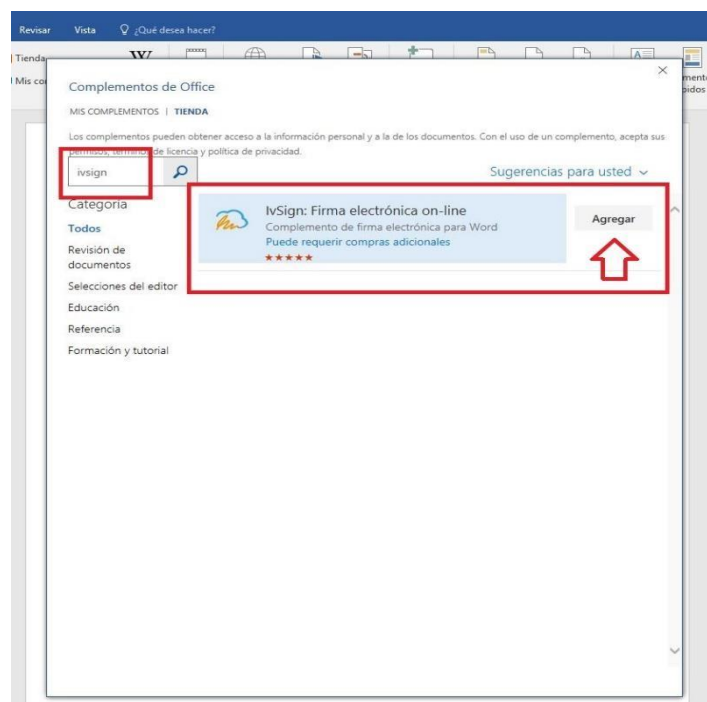 Revisar Vista ¿Qué desea hacer?
Tienda
W
Mis
Complementos de Office
MIS COMPLEMENTOS | TIENDA
Los complementos pueden obtener acceso a la información personal y a la de los documentos. Con el uso de un complemento, acepta sus
permisos, términos de licencia y política de privacidad.
ivsign
Sugerencias para usted
Categoría
Todos
Revisión de
documentos
Selecciones del editor
Educación
Referencia
Formación y tutorial
IvSign: Firma electrónica on-line
Complemento de firma electrónica para Word
Puede requerir compras adicionales
Agregar